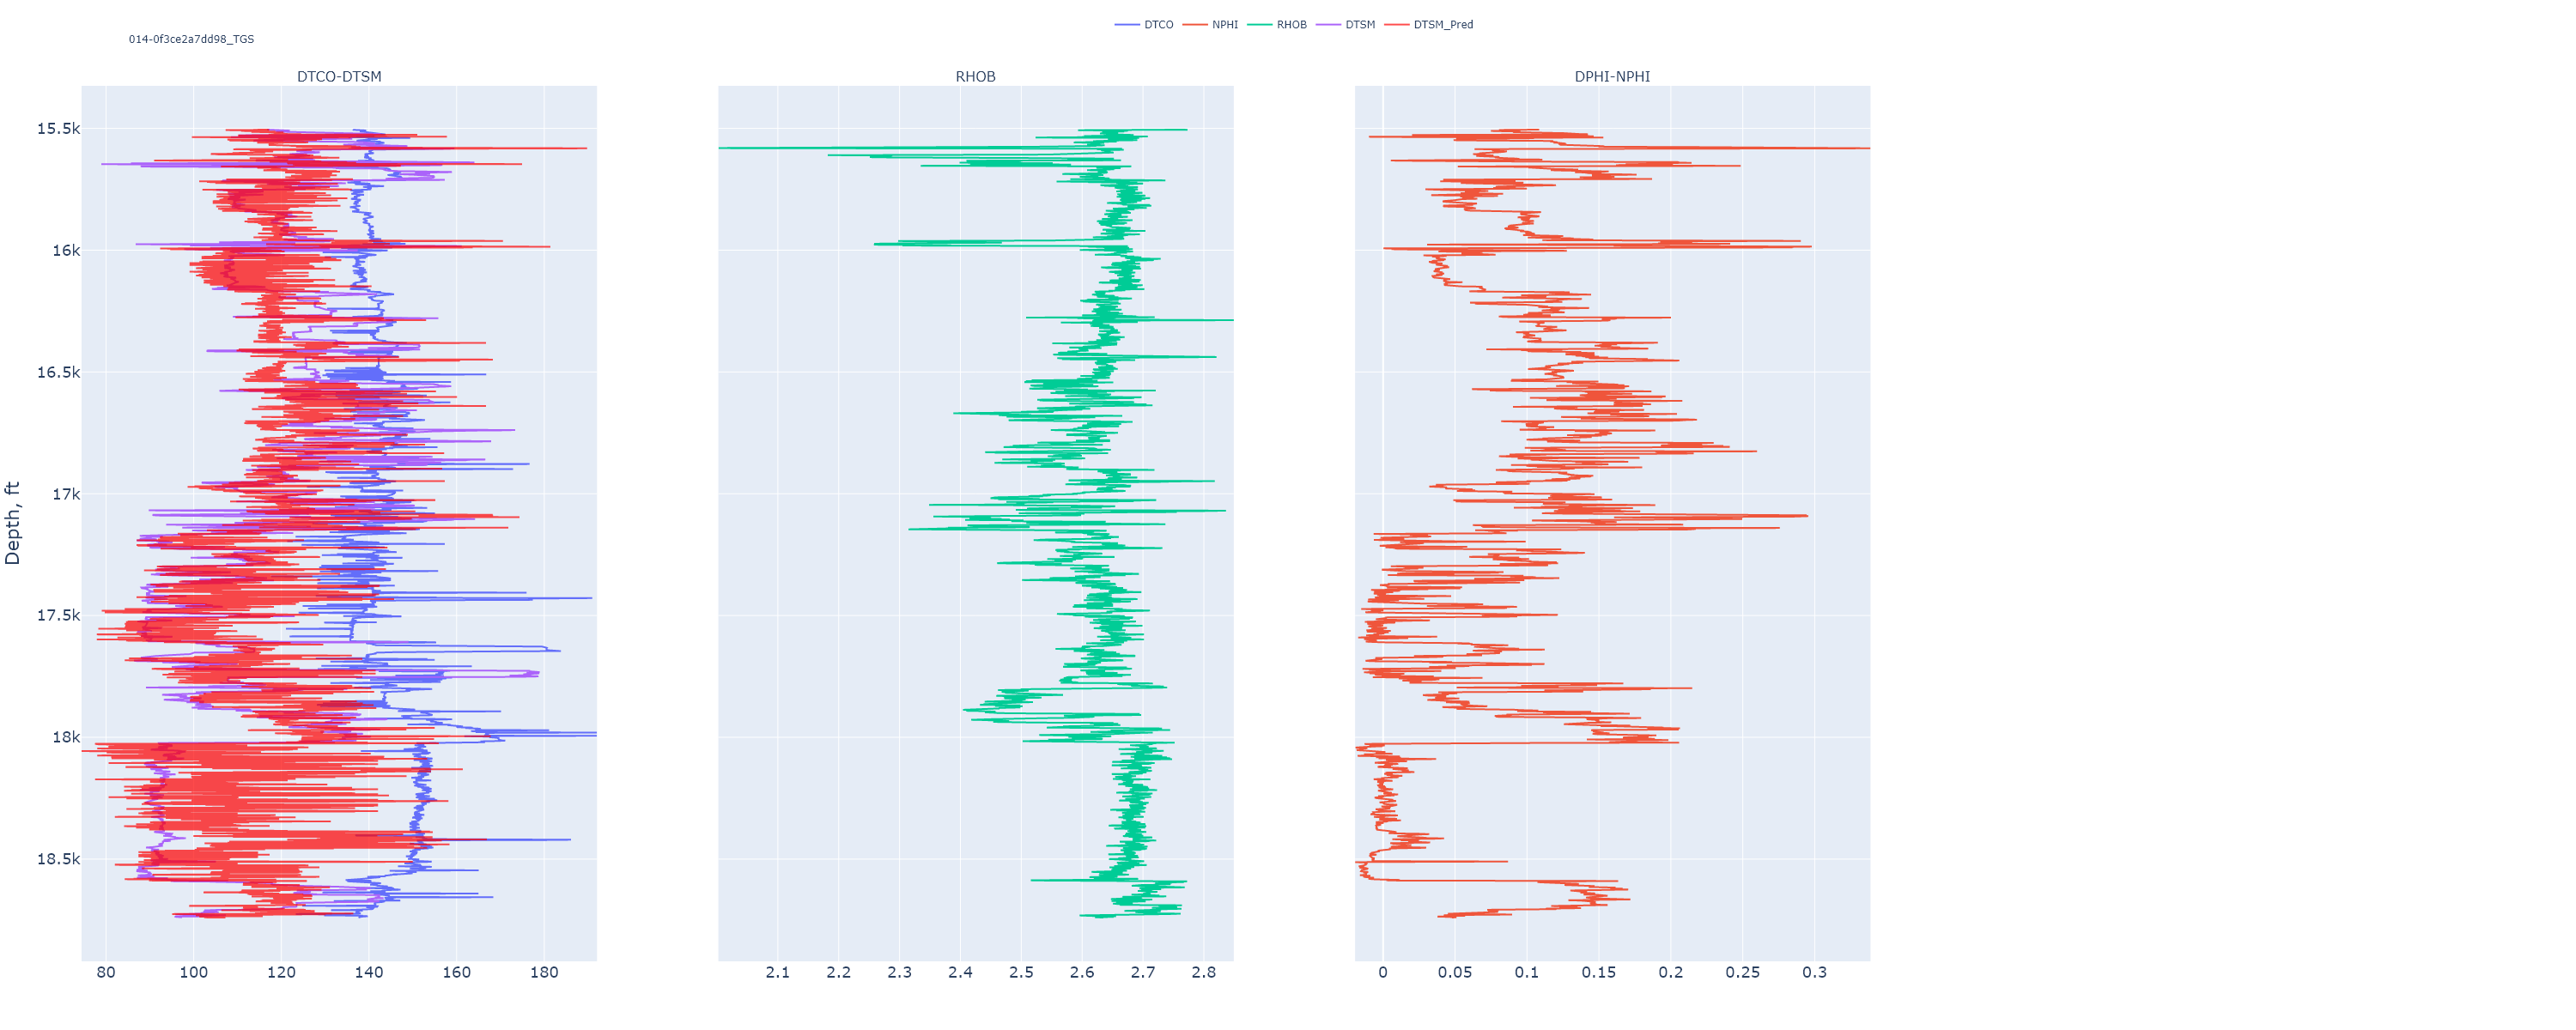 DTCO NPHI RHOB DTSM DTSM_Pred
014-0f3ce2a7dd98_TGS
DTCO-DTSM RHOB DPHI-NPHI
Depth, ft
15.5k
16k
16.5k
17k
17.5k
18k
18.5k
80 100 120 140 160 180
2.1 2.2 2.3 2.4 2.5 2.6 2.7 2.8
0 0.05 0.1 0.15 0.2 0.25 0.3